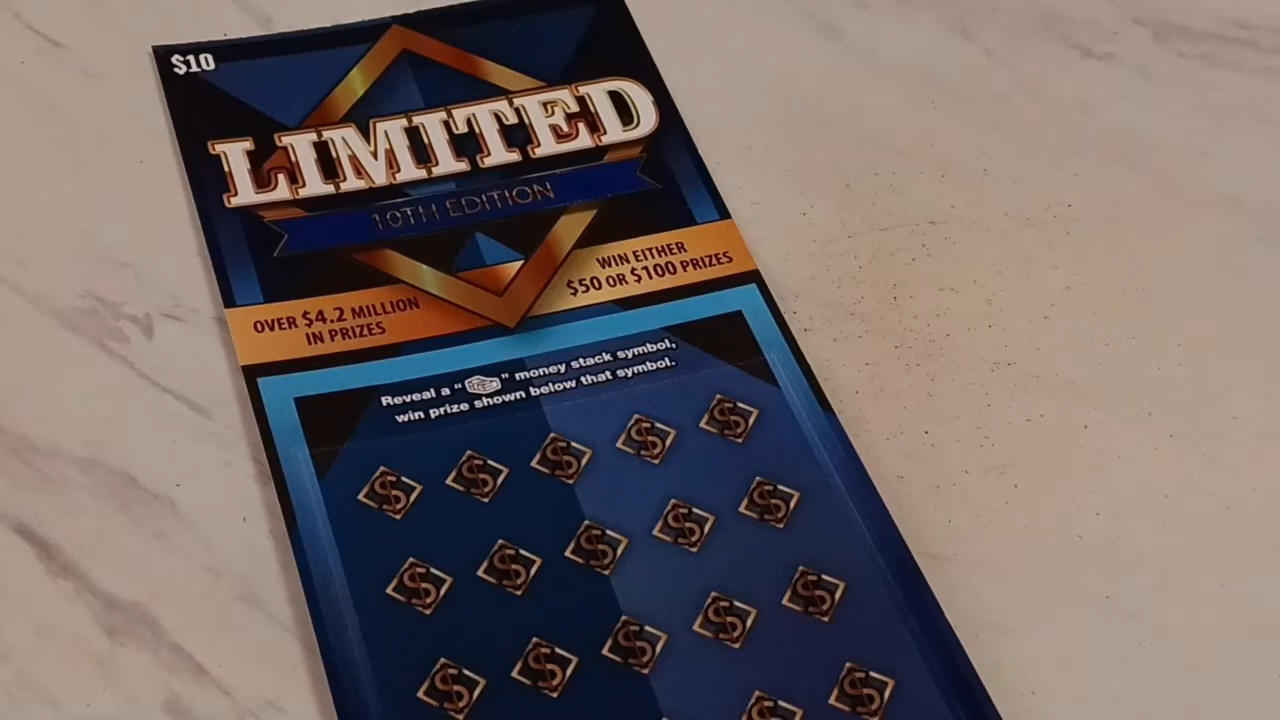 $10
LIMITED
10TH EDITION
WIN EITHER
$50 OR $100 PRIZES
OVER $4.2 MILLION
IN PRIZES
Reveal a " " money stack symbol,
win prize shown below that symbol.
$ $ $ $ $
$ $ $ $ $
$ $ $ $ $
$ $